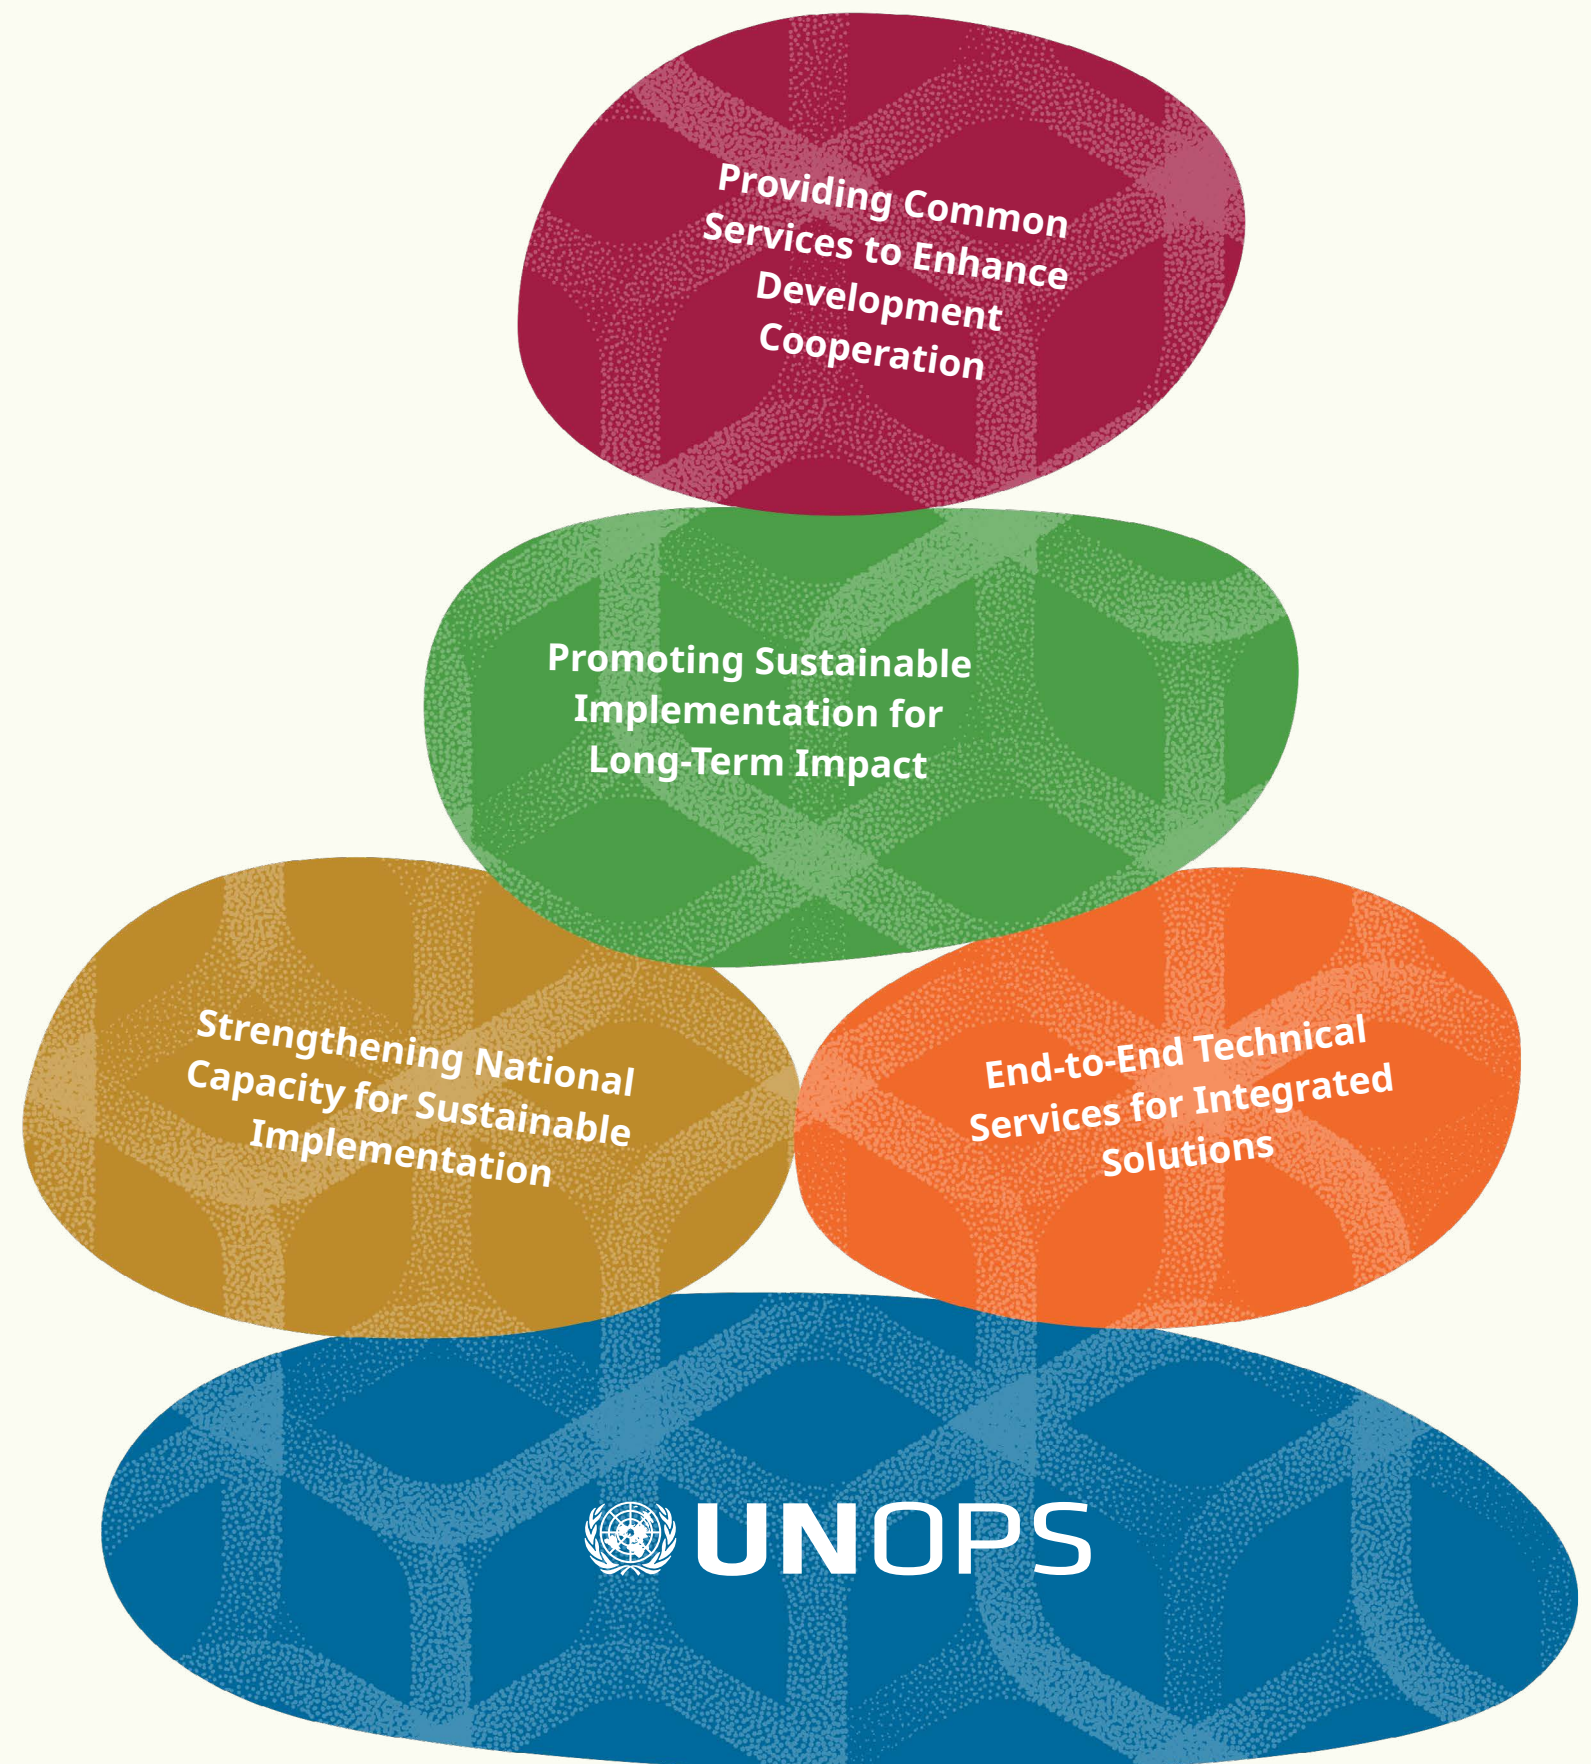 Providing Common
Services to Enhance
Development
Cooperation
Promoting Sustainable
Implementation for
Long-Term Impact
Strengthening National
Capacity for Sustainable
Implementation
End-to-End Technical
Services for Integrated
Solutions
UNOPS